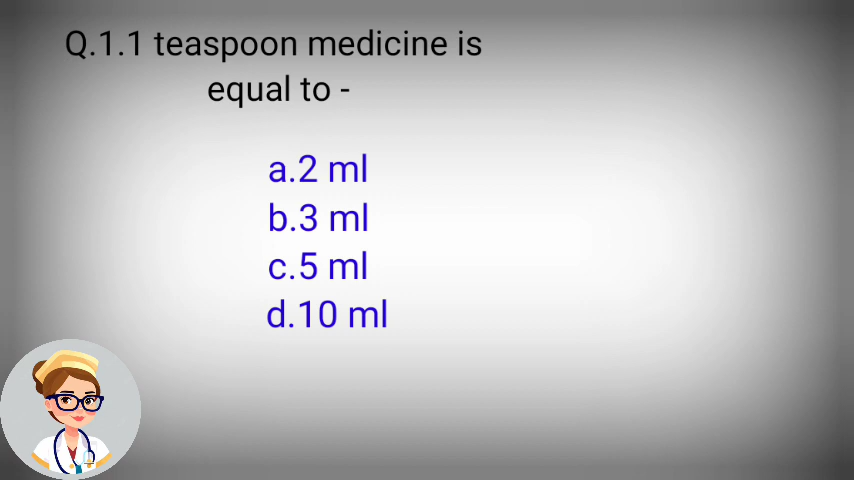 Q.1.1 teaspoon medicine is
equal to -
a.2 ml
b.3 ml
c.5 ml
d.10 ml